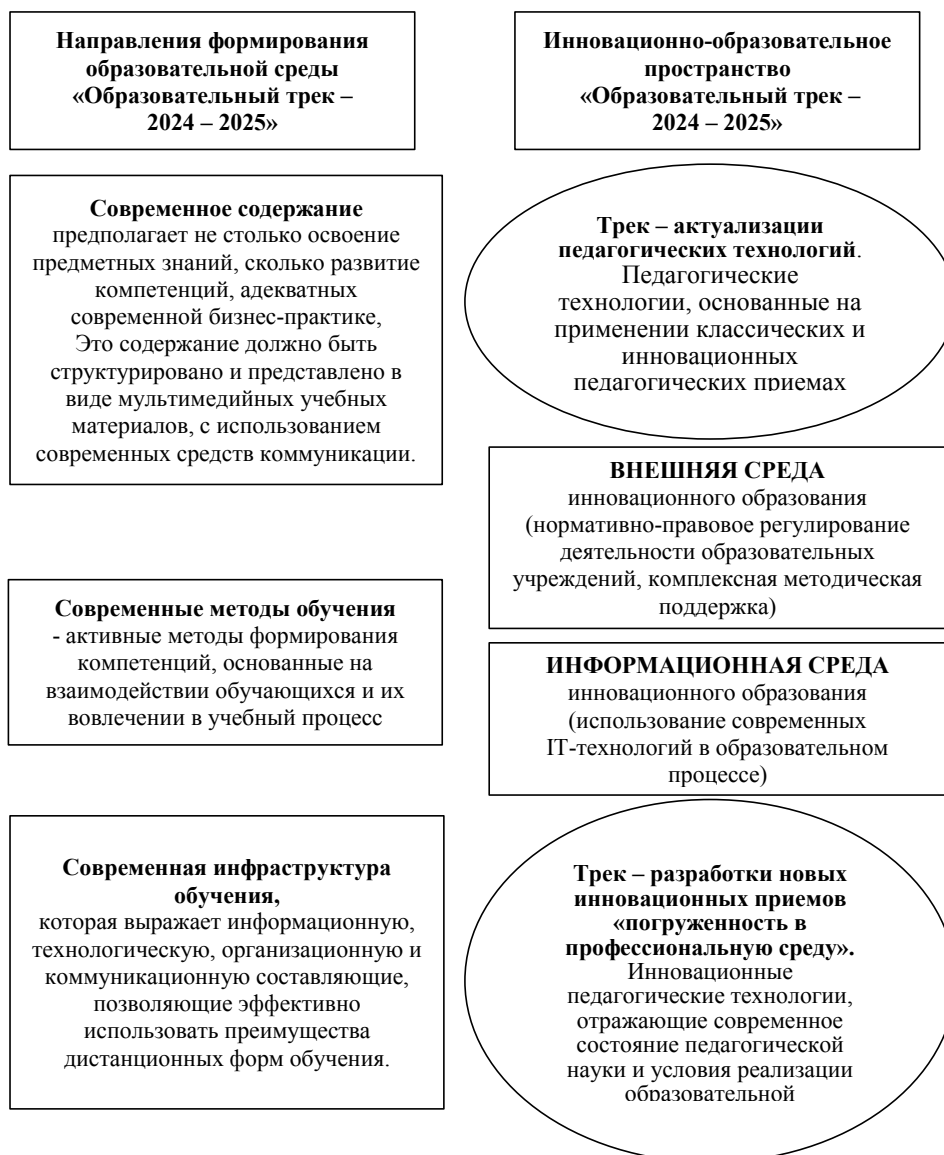 Направления формирования
образовательной среды
«Образовательный трек –
2024 – 2025»
Современное содержание
предполагает не столько освоение
предметных знаний, сколько развитие
компетенций, адекватных
современной бизнес-практике,
Это содержание должно быть
структурировано и представлено в
виде мультимедийных учебных
материалов, с использованием
современных средств коммуникации.
Современные методы обучения
- активные методы формирования
компетенций, основанные на
взаимодействии обучающихся и их
вовлечении в учебный процесс
Современная инфраструктура
обучения,
которая выражает информационную,
технологическую, организационную и
коммуникационную составляющие,
позволяющие эффективно
использовать преимущества
дистанционных форм обучения.
Инновационно-образовательное
пространство
«Образовательный трек –
2024 – 2025»
Трек – актуализации
педагогических технологий.
Педагогические
технологии, основанные на
применении классических и
инновационных
педагогических приемах
ВНЕШНЯЯ СРЕДА
инновационного образования
(нормативно-правовое регулирование
деятельности образовательных
учреждений, комплексная методическая
поддержка)
ИНФОРМАЦИОННАЯ СРЕДА
инновационного образования
(использование современных
IT-технологий в образовательном
процессе)
Трек – разработки новых
инновационных приемов
«погруженность в
профессиональную среду».
Инновационные
педагогические технологии,
отражающие современное
состояние педагогической
науки и условия реализации
образовательной